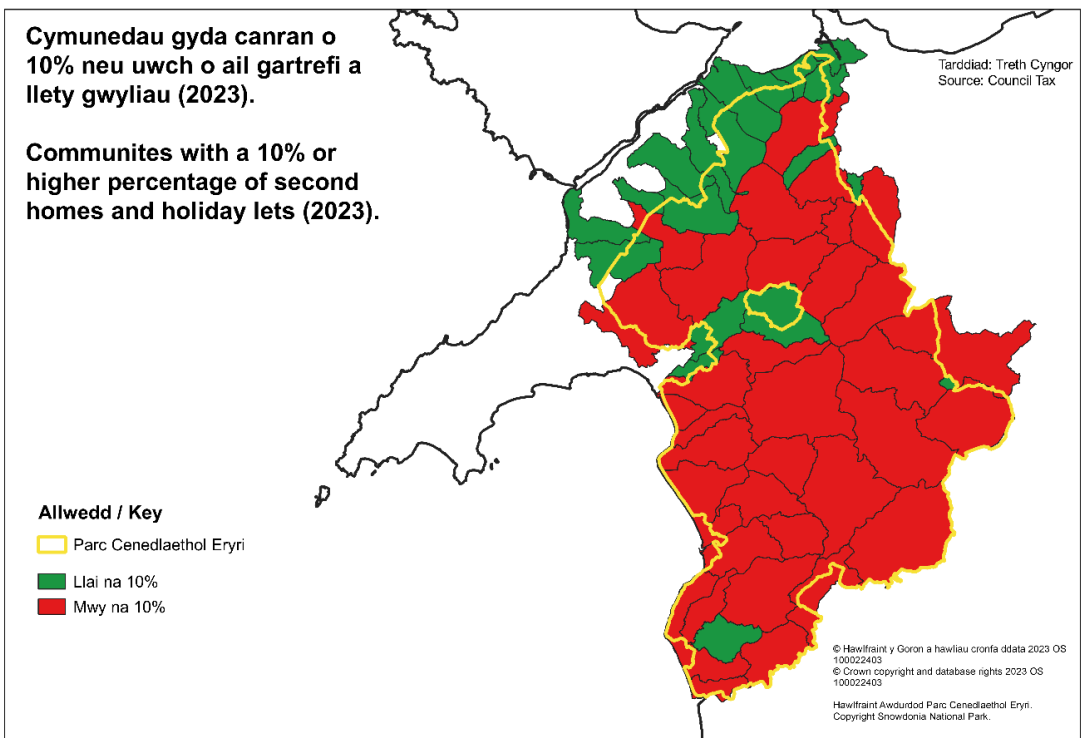 Cymunedau gyda canran o
10% neu uwch o ail gartrefi a
llety gwyliau (2023).
Communites with a 10% or
higher percentage of second
homes and holiday lets (2023).
Tarddiad: Treth Cyngor
Source: Council Tax
Allwedd / Key
Parc Cenedlaethol Eryri
Llai na 10%
Mwy na 10%
© Hawlfraint y Goron a hawliau cronfa ddata 2023 OS
100022403
© Crown copyright and database rights 2023 OS
100022403
Hawlfraint Awdurdod Parc Cenedlaethol Eryri.
Copyright Snowdonia National Park.